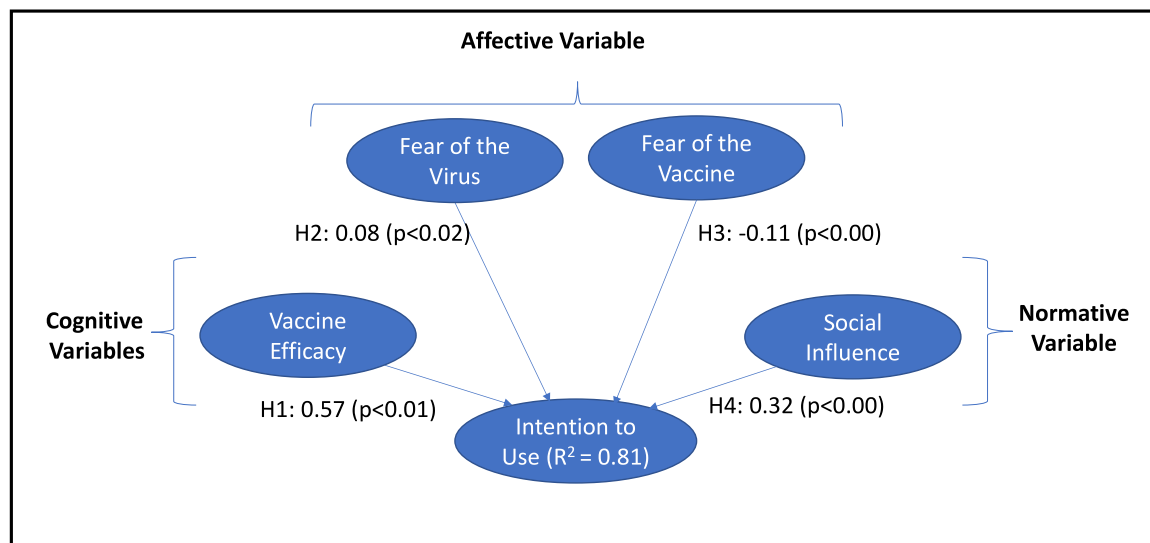 Affective Variable
Fear of the
Virus
Fear of the
Vaccine
H2: 0.08 (p<0.02)
H3: -0.11 (p<0.00)
Cognitive
Variables
Vaccine
Efficacy
Social
Influence
Normative
Variable
H1: 0.57 (p<0.01)
H4: 0.32 (p<0.00)
Intention to
Use (R² = 0.81)